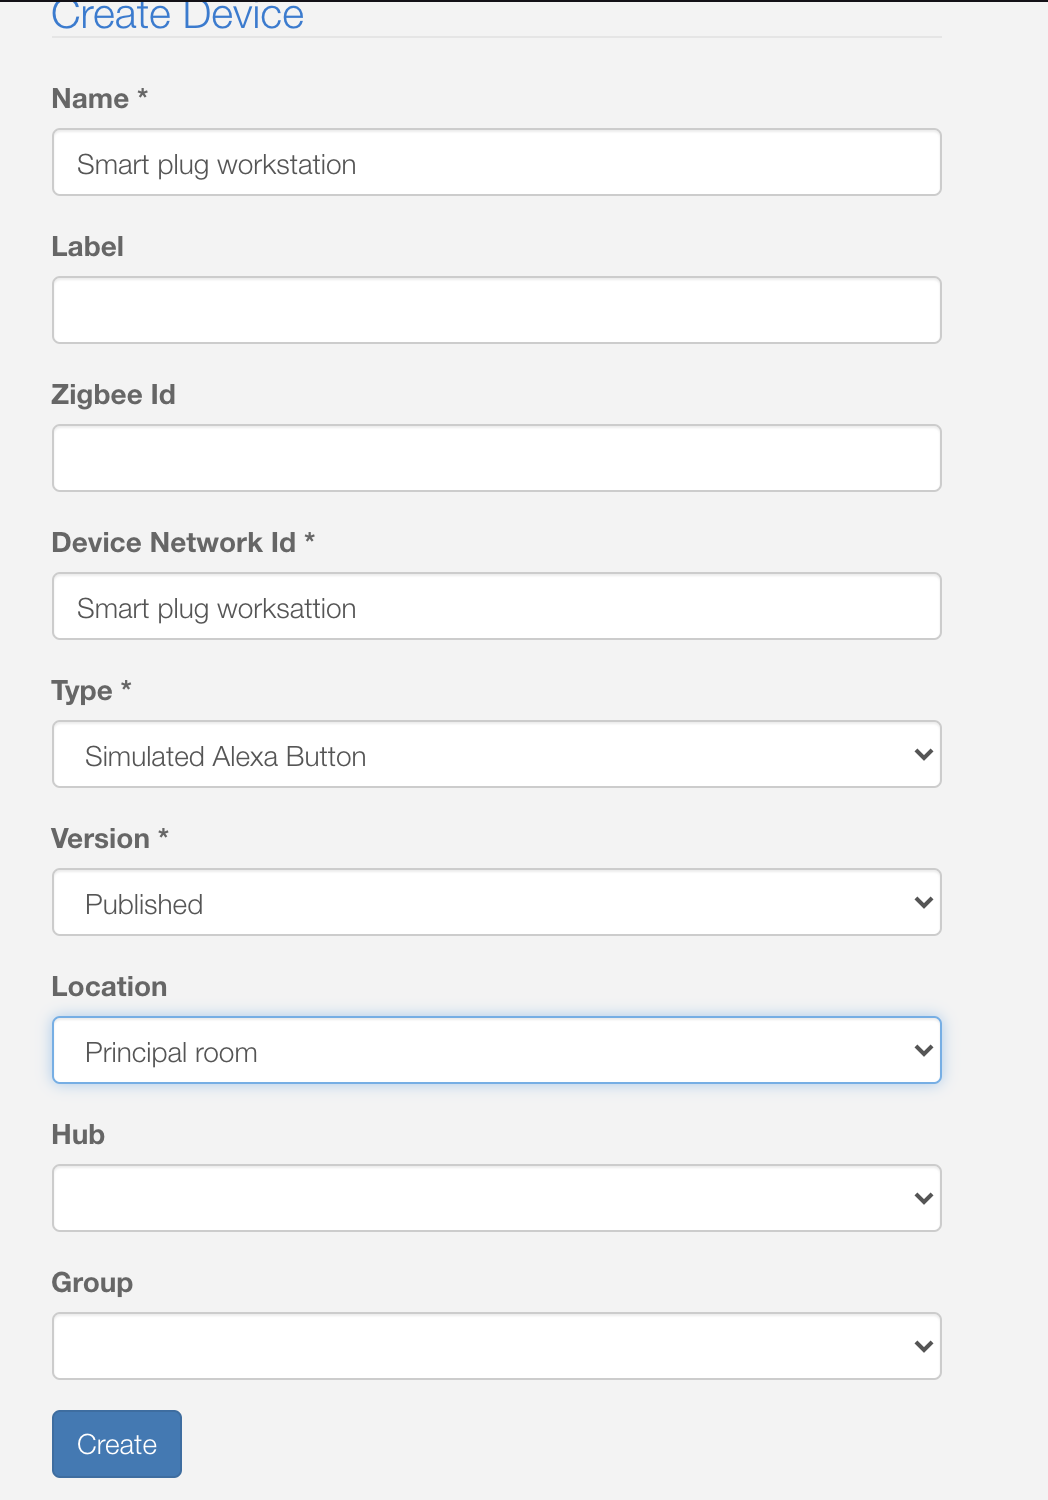 Create Device
Name *
Smart plug workstation
Label
Zigbee Id
Device Network Id *
Smart plug worksattion
Type *
Simulated Alexa Button
Version *
Published
Location
Principal room
Hub
Group
Create